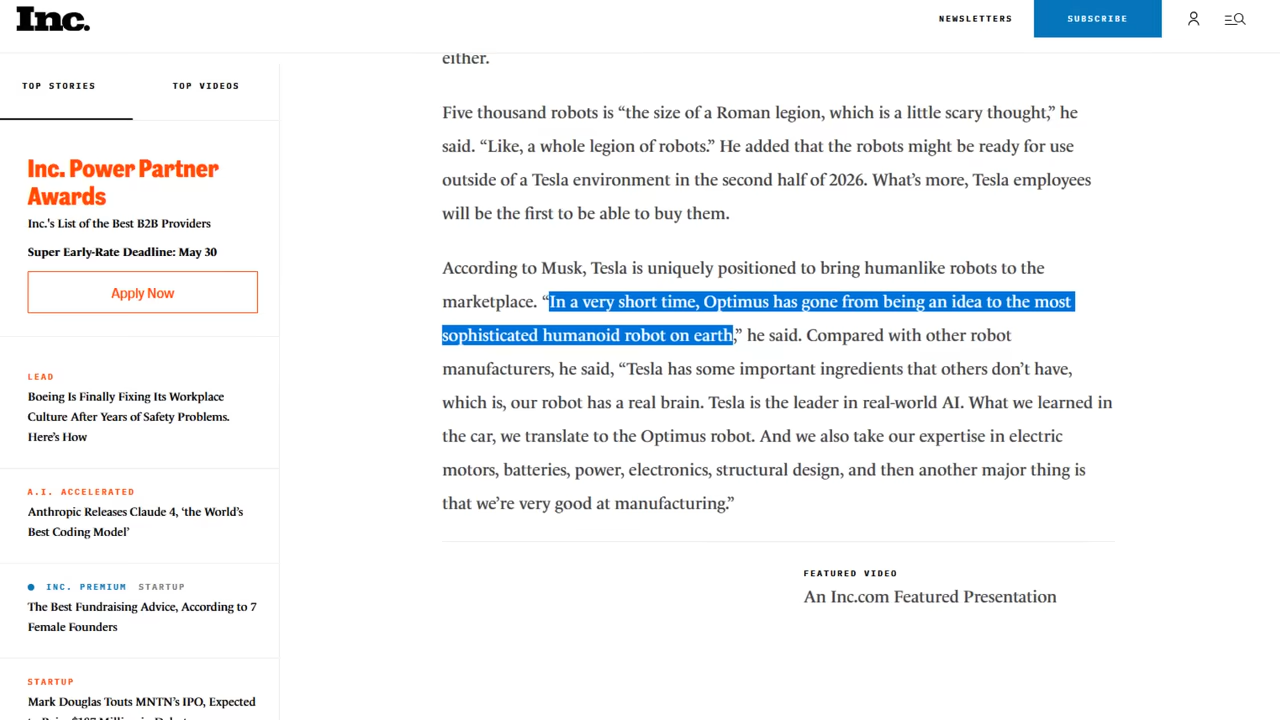 Inc.
NEWSLETTERS
SUBSCRIBE
TOP STORIES
TOP VIDEOS
Inc. Power Partner
Awards
Inc.'s List of the Best B2B Providers
Super Early-Rate Deadline: May 30
Apply Now
LEAD
Boeing Is Finally Fixing Its Workplace
Culture After Years of Safety Problems.
Here’s How
A.I. ACCELERATED
Anthropic Releases Claude 4, ‘the World’s
Best Coding Model’
INC. PREMIUM STARTUP
The Best Fundraising Advice, According to 7
Female Founders
STARTUP
Mark Douglas Touts MNTN’s IPO, Expected
either.
Five thousand robots is “the size of a Roman legion, which is a little scary thought,” he
said. “Like, a whole legion of robots.” He added that the robots might be ready for use
outside of a Tesla environment in the second half of 2026. What’s more, Tesla employees
will be the first to be able to buy them.
According to Musk, Tesla is uniquely positioned to bring humanlike robots to the
marketplace. “In a very short time, Optimus has gone from being an idea to the most
sophisticated humanoid robot on earth,” he said. Compared with other robot
manufacturers, he said, “Tesla has some important ingredients that others don’t have,
which is, our robot has a real brain. Tesla is the leader in real-world AI. What we learned in
the car, we translate to the Optimus robot. And we also take our expertise in electric
motors, batteries, power, electronics, structural design, and then another major thing is
that we’re very good at manufacturing.”
FEATURED VIDEO
An Inc.com Featured Presentation